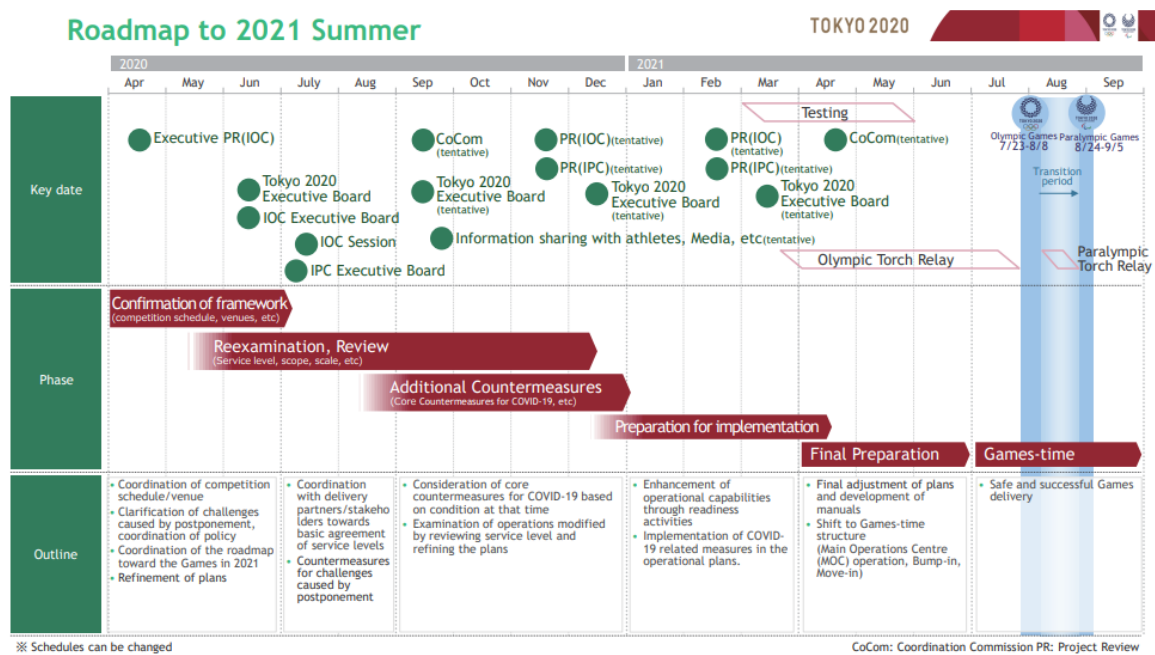 Roadmap to 2021 Summer
TOKYO 2020
2020
2021
Apr
May
Jun
July
Aug
Sep
Oct
Nov
Dec
Jan
Feb
Mar
Apr
May
Jun
Jul
Aug
Sep
Key date
Testing
Executive PR(IOC)
CoCom
(tentative)
PR(IOC)(tentative)
PR(IOC)
(tentative)
CoCom(tentative)
Olympic Games
7/23-8/8
Paralympic Games
8/24-9/5
PR(IPC)(tentative)
PR(IPC)(tentative)
Transition
period
Tokyo 2020
Executive Board
Tokyo 2020
Executive Board
(tentative)
Tokyo 2020
Executive Board
(tentative)
Tokyo 2020
Executive Board
(tentative)
IOC Executive Board
IOC Session
Information sharing with athletes, Media, etc(tentative)
Olympic Torch Relay
Paralympic
Torch Relay
IPC Executive Board
Phase
Confirmation of framework
(competition schedule, venues, etc)
Reexamination, Review
(Service level, scope, scale, etc)
Additional Countermeasures
(Core Countermeasures for COVID-19, etc)
Preparation for implementation
Final Preparation
Games-time
Outline
• Coordination of competition
schedule/venue
• Clarification of challenges
caused by postponement,
coordination of policy
• Coordination of the roadmap
toward the Games in 2021
• Refinement of plans
• Coordination
with delivery
partners/stakeho
lders towards
basic agreement
of service levels
• Countermeasures
for challenges
caused by
postponement
• Consideration of core
countermeasures for COVID-19 based
on condition at that time
• Examination of operations modified
by reviewing service level and
refining the plans
• Enhancement of
operational capabilities
through readiness
activities
• Implementation of COVID-
19 related measures in the
operational plans.
• Final adjustment of plans
and development of
manuals
• Shift to Games-time
structure
(Main Operations Centre
(MOC) operation, Bump-in,
Move-in)
• Safe and successful Games
delivery
※ Schedules can be changed
CoCom: Coordination Commission PR: Project Review